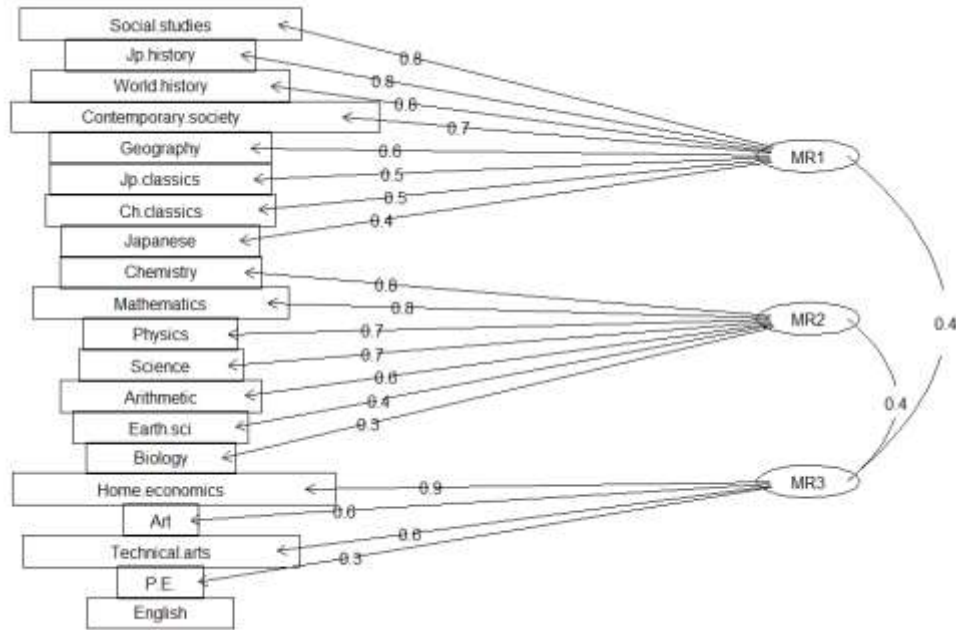 Social.studies
Jp.history
World.history
Contemporary.society
Geography
Jp.classics
Ch.classics
Japanese
Chemistry
Mathematics
Physics
Science
Arithmetic
Earth.sci
Biology
Home.economics
Art
Technical.arts
P.E.
English
0.8
0.8
0.8
0.7
0.6
0.5
0.5
0.4
0.8
0.8
0.7
0.7
0.6
0.4
0.3
0.9
0.6
0.6
0.3
MR1
MR2
MR3
0.4
0.4